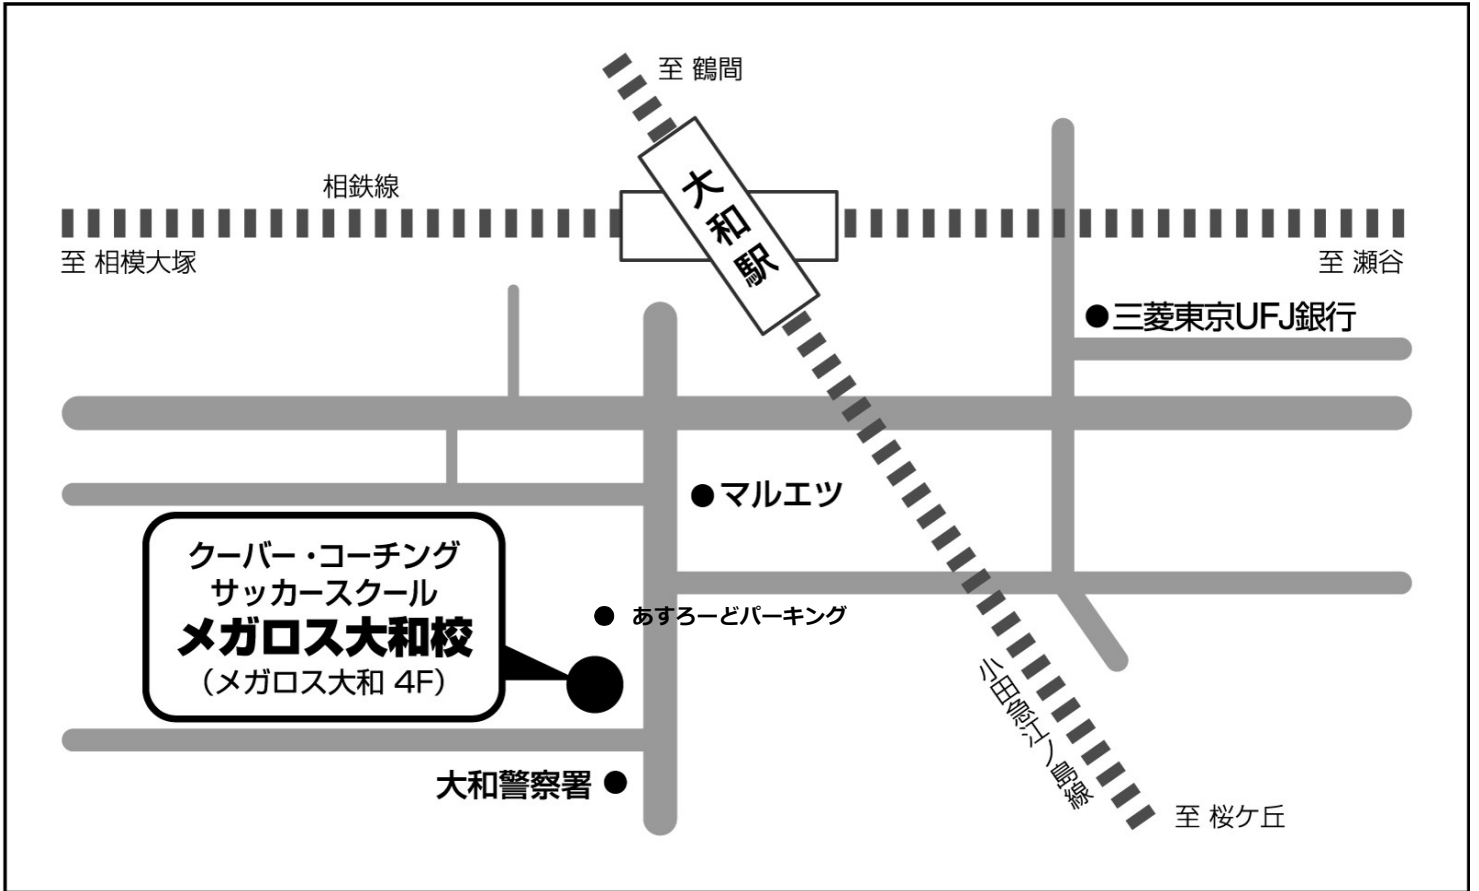 至 鶴間
大和駅
相鉄線
至 相模大塚
至 瀬谷
三菱東京UFJ銀行
マルエツ
クーバー・コーチング
サッカースクール
メガロス大和校
(メガロス大和 4F)
あすろーどパーキング
小田急江ノ島線
大和警察署
至 桜ケ丘